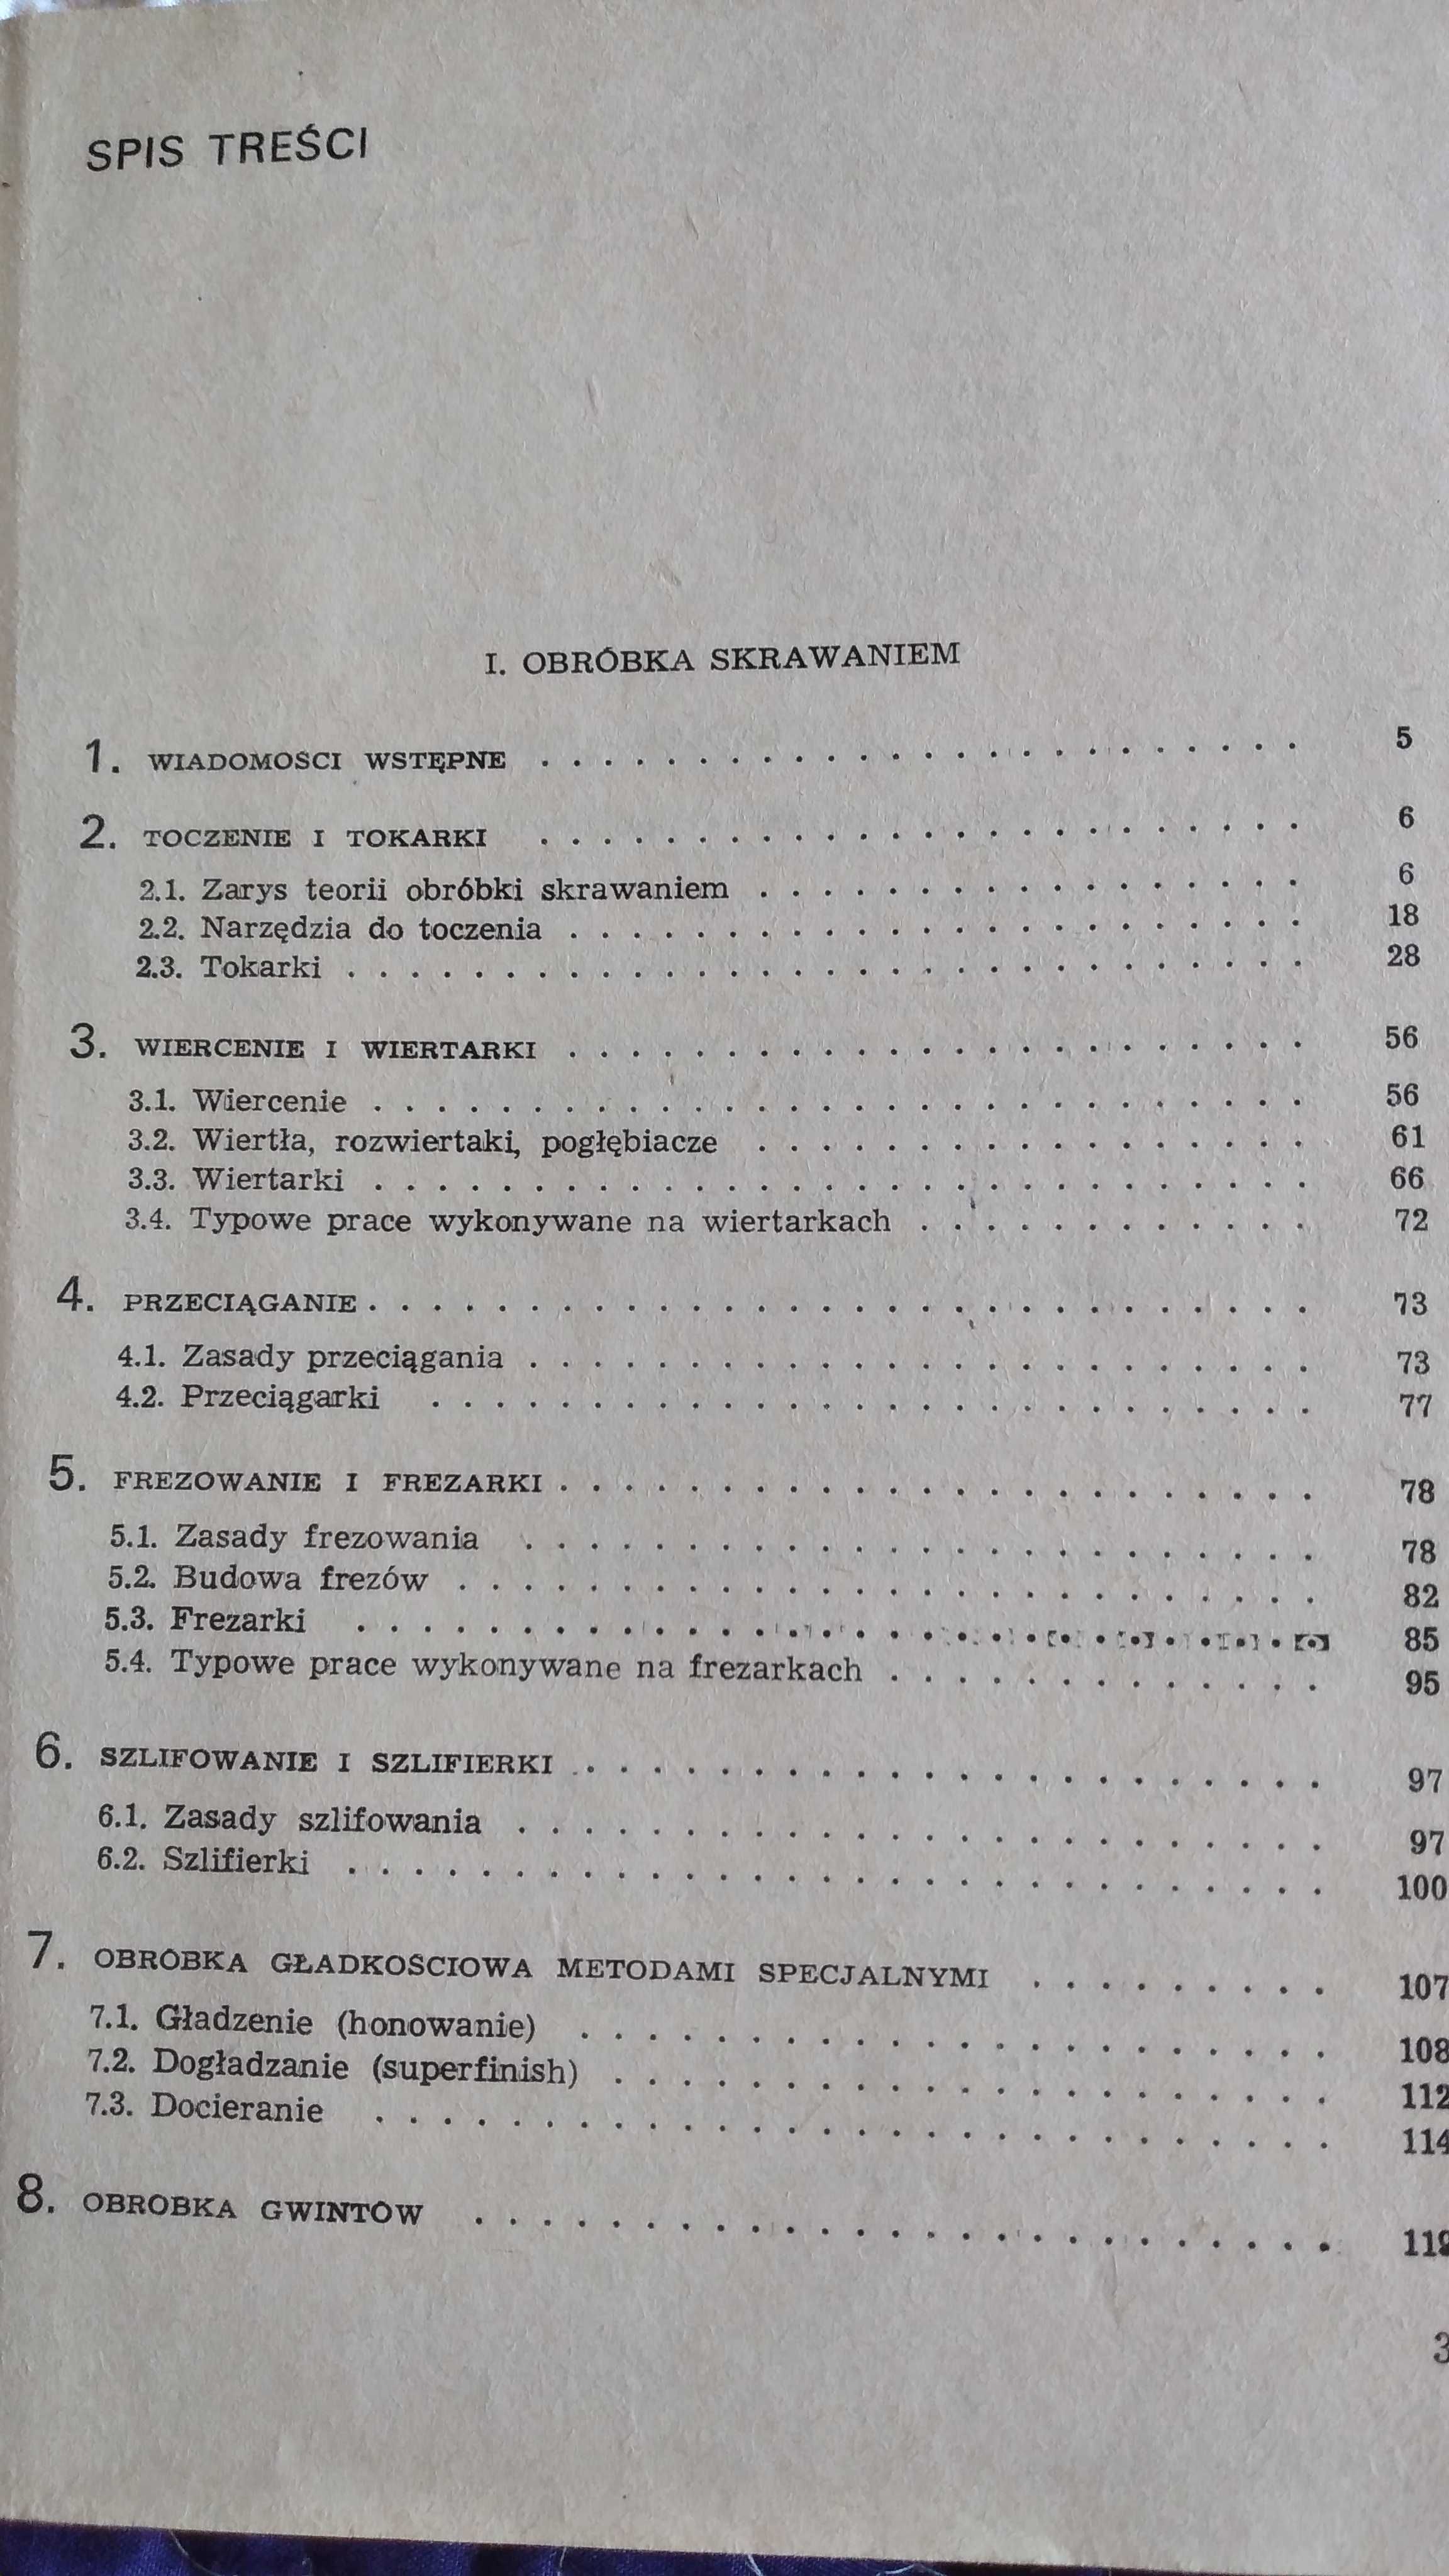 SPIS TREŚCI
I. OBRÓBKA SKRAWANIEM
1. WIADOMOŚCI WSTĘPNE . . . . . . . . . . . . . . . . . . . . . . . . 5
2. TOCZENIE I TOKARKI . . . . . . . . . . . . . . . . . . . . . . . . 6
2.1. Zarys teorii obróbki skrawaniem . . . . . . . . . . . . . . . . . 6
2.2. Narzędzia do toczenia . . . . . . . . . . . . . . . . . . . . . . . 18
2.3. Tokarki . . . . . . . . . . . . . . . . . . . . . . . . . . . . . . 28
3. WIERCENIE I WIERTARKI . . . . . . . . . . . . . . . . . . . . . . . 56
3.1. Wiercenie . . . . . . . . . . . . . . . . . . . . . . . . . . . . . 56
3.2. Wiertła, rozwiertaki, pogłębiacze . . . . . . . . . . . . . . . . . 61
3.3. Wiertarki . . . . . . . . . . . . . . . . . . . . . . . . . . . . . 66
3.4. Typowe prace wykonywane na wiertarkach . . . . . . . . . . . . . 72
4. PRZECIĄGANIE . . . . . . . . . . . . . . . . . . . . . . . . . . . . 73
4.1. Zasady przeciągania . . . . . . . . . . . . . . . . . . . . . . . . 73
4.2. Przeciągarki . . . . . . . . . . . . . . . . . . . . . . . . . . . 77
5. FREZOWANIE I FREZARKI . . . . . . . . . . . . . . . . . . . . . . . 78
5.1. Zasady frezowania . . . . . . . . . . . . . . . . . . . . . . . . 78
5.2. Budowa frezów . . . . . . . . . . . . . . . . . . . . . . . . . . 82
5.3. Frezarki . . . . . . . . . . . . . . . . . . . . . . . . . . . . . 85
5.4. Typowe prace wykonywane na frezarkach . . . . . . . . . . . . . 95
6. SZLIFOWANIE I SZLIFIERKI . . . . . . . . . . . . . . . . . . . . . . 97
6.1. Zasady szlifowania . . . . . . . . . . . . . . . . . . . . . . . . 97
6.2. Szlifierki . . . . . . . . . . . . . . . . . . . . . . . . . . . . 100
7. OBRÓBKA GŁADKOŚCIOWA METODAMI SPECJALNYMI . . . . . . . . . 107
7.1. Gładzenie (honowanie) . . . . . . . . . . . . . . . . . . . . . . 108
7.2. Dogładzanie (superfinish) . . . . . . . . . . . . . . . . . . . . . 112
7.3. Docieranie . . . . . . . . . . . . . . . . . . . . . . . . . . . . 114
8. OBRÓBKA GWINTÓW . . . . . . . . . . . . . . . . . . . . . . . . .
3